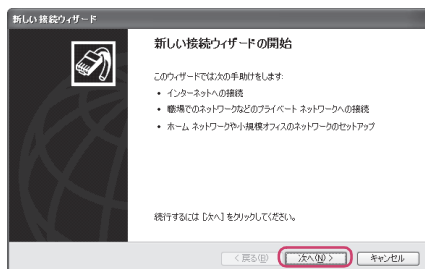 新しい接続ウィザード
新しい接続ウィザードの開始
このウィザードでは次の手助けをします:
• インターネットへの接続
• 職場でのネットワークなどのプライベート ネットワークへの接続
• ホーム ネットワークや小規模オフィスのネットワークのセットアップ
続行するには [次へ] をクリックしてください。
< 戻る(B) 次へ(N) > キャンセル